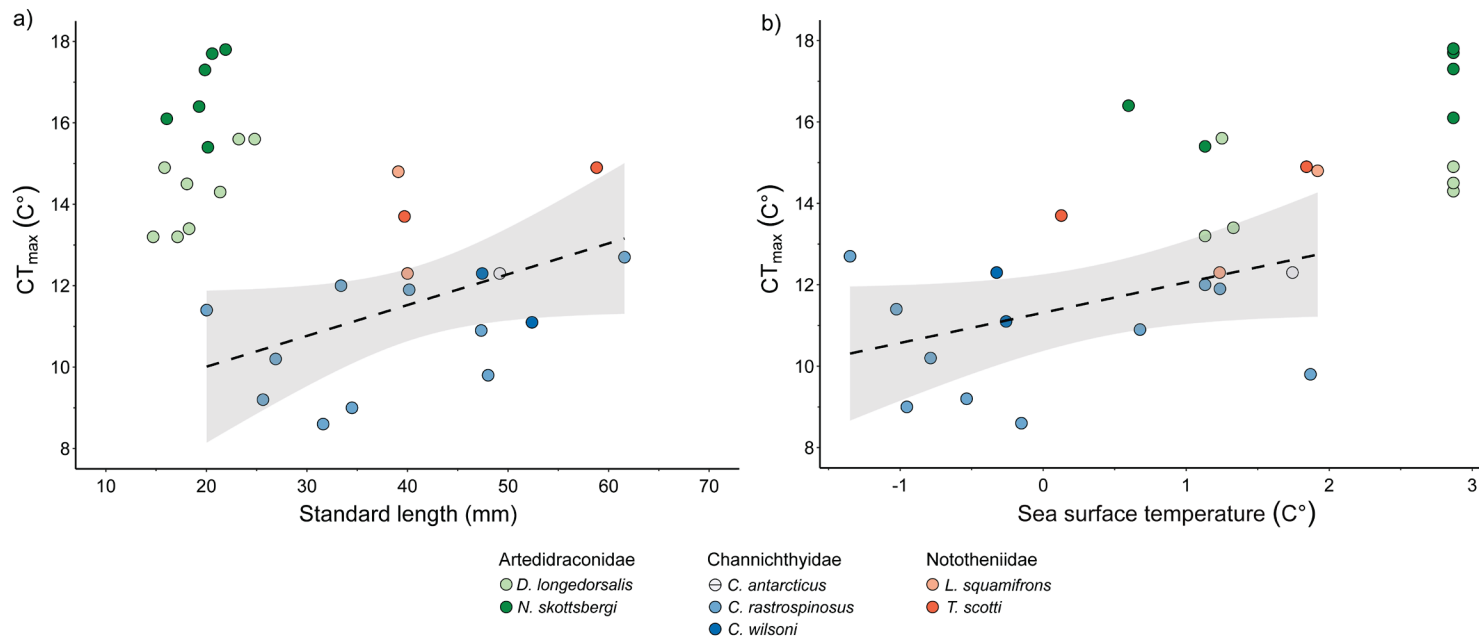 a)
18
16
14
12
10
8
CTmax (C°)
10 20 30 40 50 60 70
Standard length (mm)
b)
18
16
14
12
10
8
CTmax (C°)
-1 0 1 2 3
Sea surface temperature (C°)
Artedidraconidae Channichthyidae Nototheniidae
D. longedorsalis C. antarcticus L. squamifrons
N. skottsbergi C. rastrospinosus T. scotti
C. wilsoni